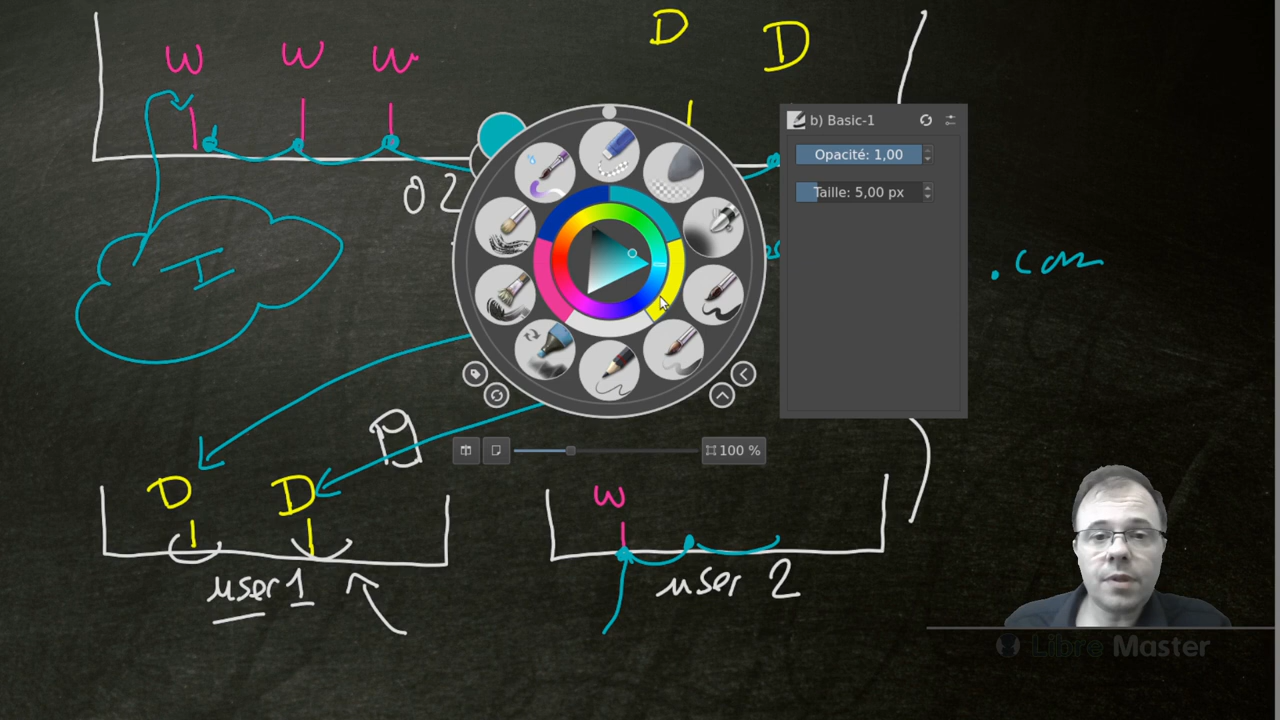 D
W W W D
b) Basic-1
Opacité: 1,00
O2
Taille: 5,00 px
I
.com
100 %
D D
W
user 1
user 2
Libre Master